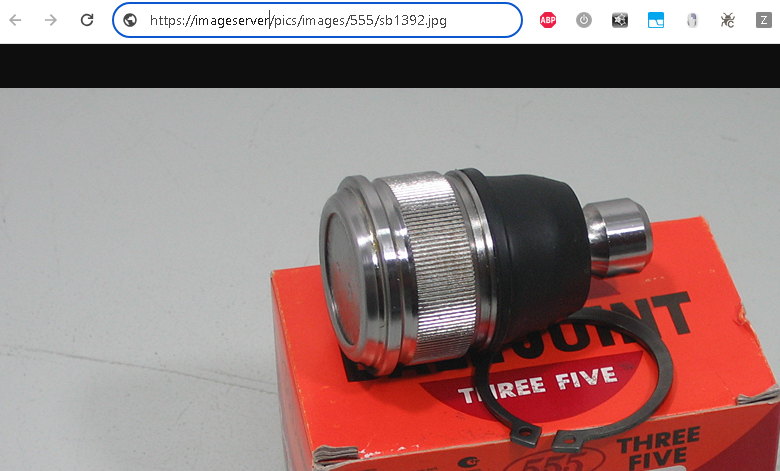 https://imageserver/pics/images/555/sb1392.jpg
ABP
Z
THREE FIVE
THREE
FIVE
555